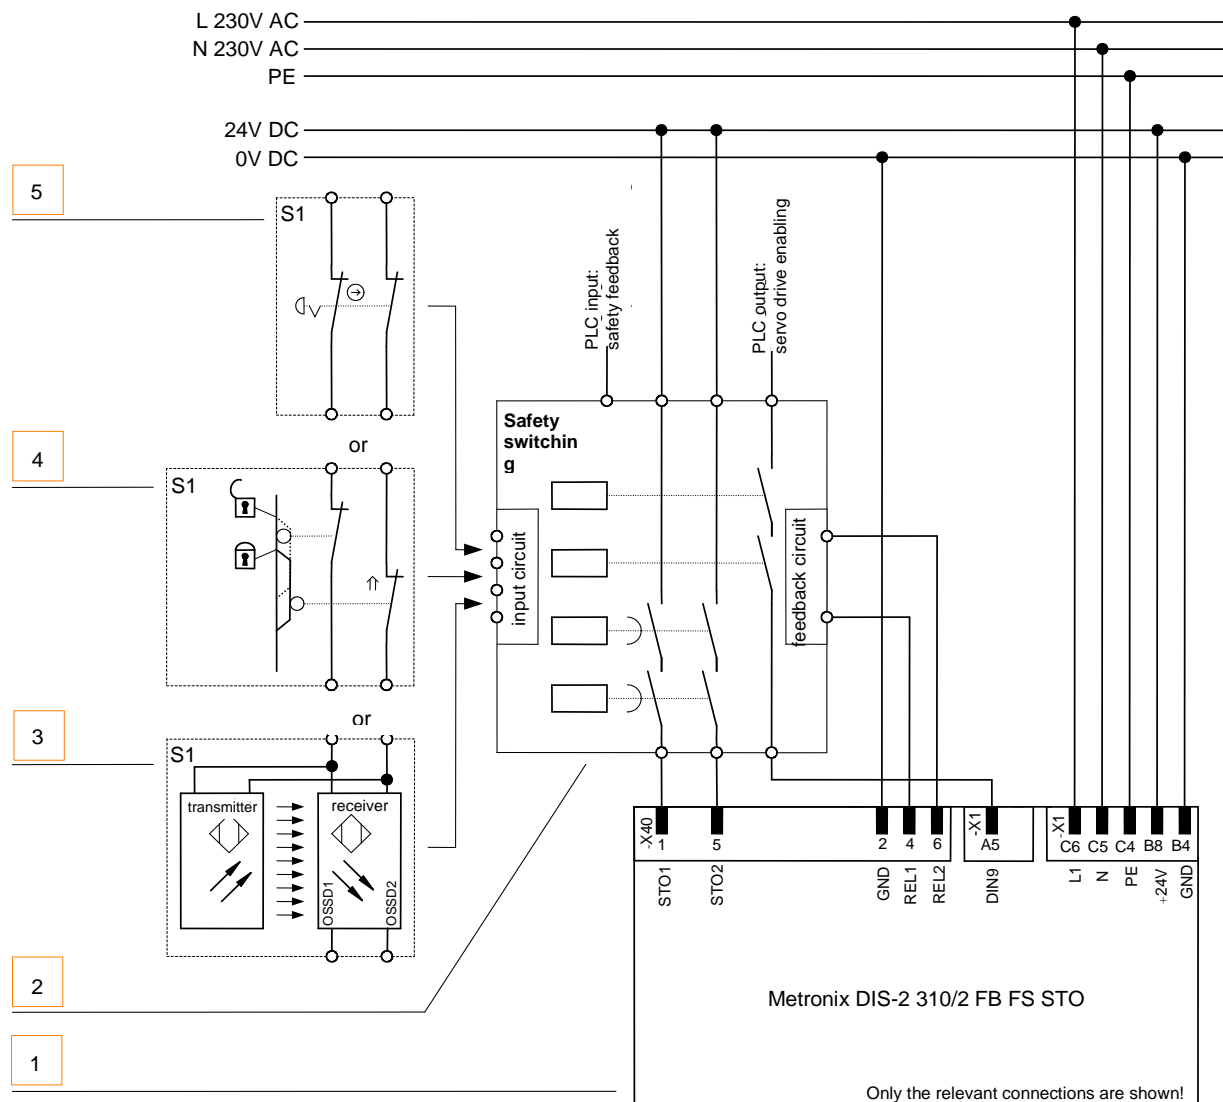 L 230V AC
N 230V AC
PE
24V DC
0V DC
5
S1
PLC input:
safety feedback
PLC output:
servo drive enabling
or
4
S1
Safety
switchin
g
input circuit
feedback circuit
or
3
S1
transmitter
receiver
OSSD1
OSSD2
-X40
1
5
2
4
6
-X1
A5
-X1
C6
C5
C4
B8
B4
STO1
STO2
GND
REL1
REL2
DIN9
L1
N
PE
+24V
GND
2
Metronix DIS-2 310/2 FB FS STO
1
Only the relevant connections are shown!